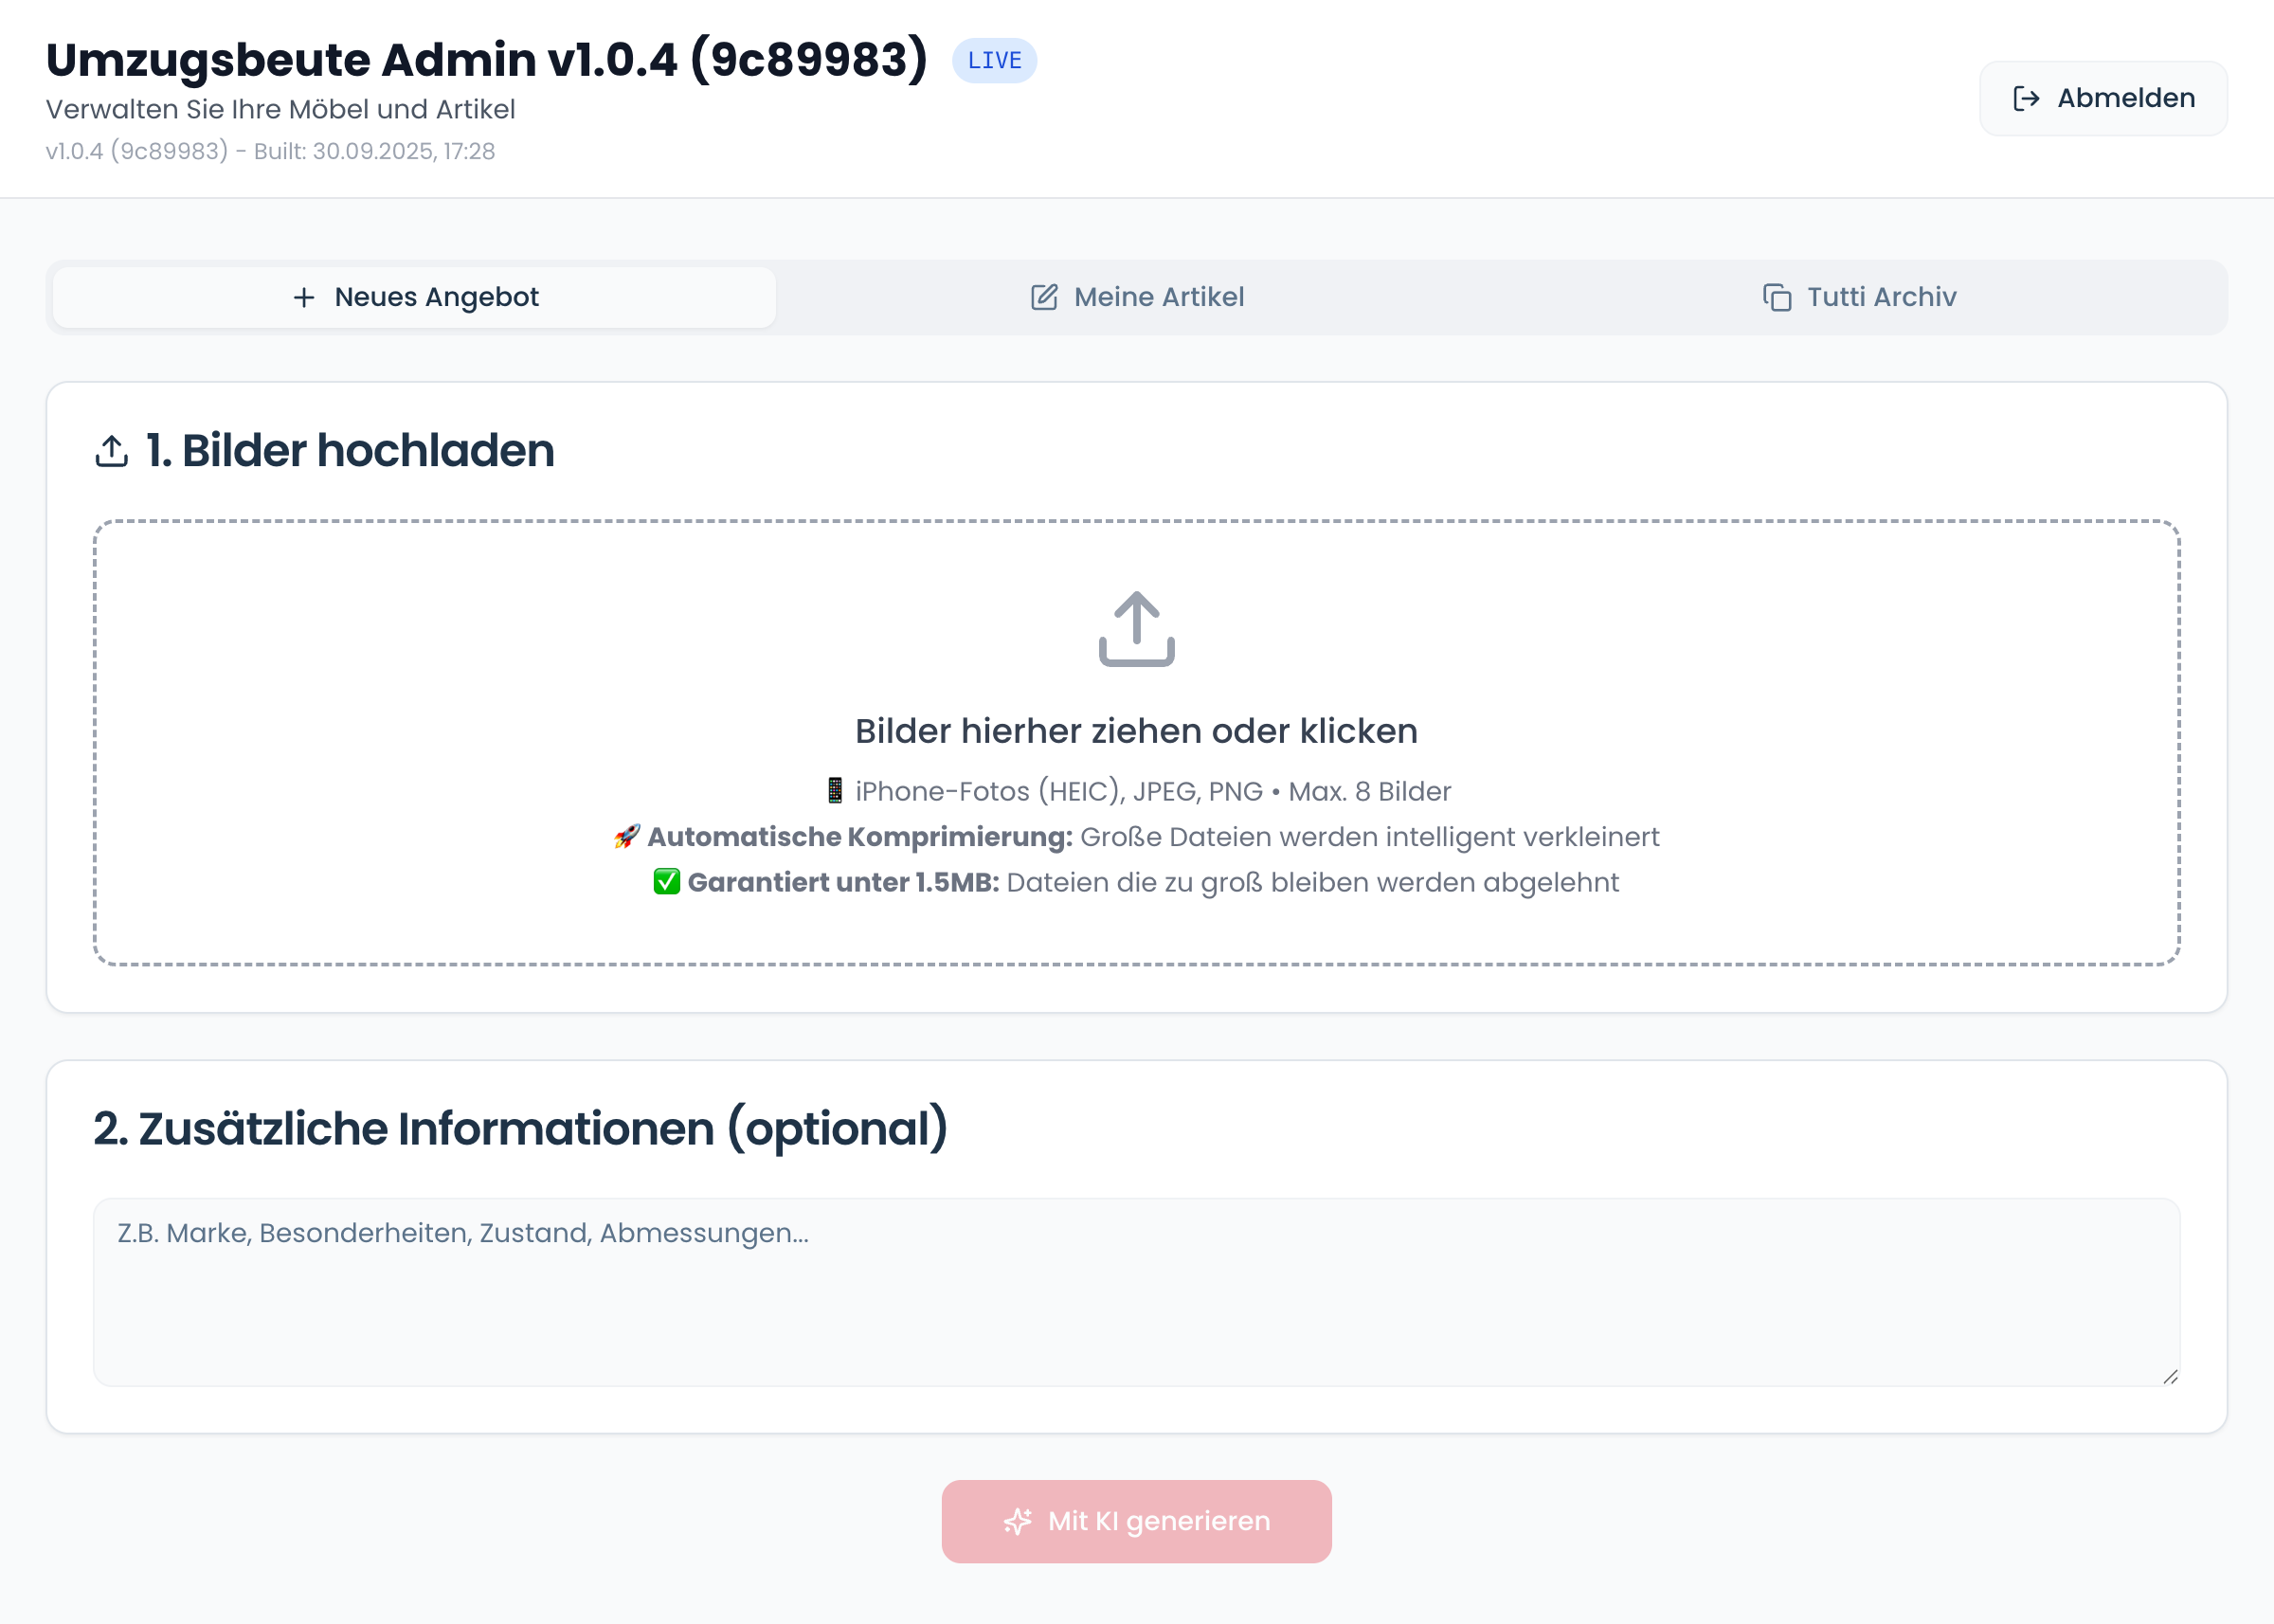 Umzugsbeute Admin v1.0.4 (9c89983) LIVE
Verwalten Sie Ihre Möbel und Artikel
v1.0.4 (9c89983) - Built: 30.09.2025, 17:28
Abmelden
Neues Angebot
Meine Artikel
Tutti Archiv
1. Bilder hochladen
Bilder hierher ziehen oder klicken
📱 iPhone-Fotos (HEIC), JPEG, PNG • Max. 8 Bilder
🚀 Automatische Komprimierung: Große Dateien werden intelligent verkleinert
✅ Garantiert unter 1.5MB: Dateien die zu groß bleiben werden abgelehnt
2. Zusätzliche Informationen (optional)
Z.B. Marke, Besonderheiten, Zustand, Abmessungen...
Mit KI generieren